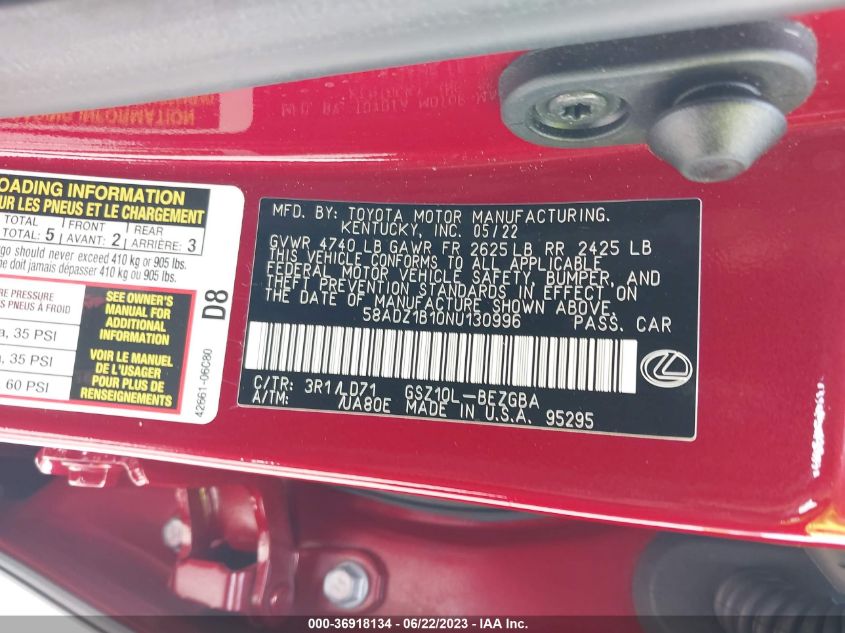 OADING INFORMATION
UR LES PNEUS ET LE CHARGEMENT
TOTAL FRONT REAR
TOTAL: 5 AVANT: 2 ARRIÈRE: 3
go should never exceed 410 kg or 905 lbs.
ne doit jamais dépasser 410 kg ou 905 lbs.
E PRESSURE
S PNEUS À FROID
a, 35 PSI
a, 35 PSI
60 PSI
SEE OWNER'S
MANUAL FOR
ADDITIONAL
INFORMATION
VOIR LE MANUEL
DE L'USAGER
POUR PLUS DE
RENSEIGNEMENTS
D8
42661-06C80
MFD. BY: TOYOTA MOTOR MANUFACTURING.
KENTUCKY, INC. 05/22
GVWR 4740 LB GAWR FR 2625 LB RR 2425 LB
THIS VEHICLE CONFORMS TO ALL APPLICABLE
FEDERAL MOTOR VEHICLE SAFETY, BUMPER, AND
THEFT PREVENTION STANDARDS IN EFFECT ON
THE DATE OF MANUFACTURE SHOWN ABOVE.
58ADZ1B10NU130996 PASS. CAR
C/TR: 3R1/LD71 GSZ10L-BEZGBA
A/TM: /UA80E MADE IN U.S.A. 95295
000-36918134 - 06/22/2023 - IAA Inc.